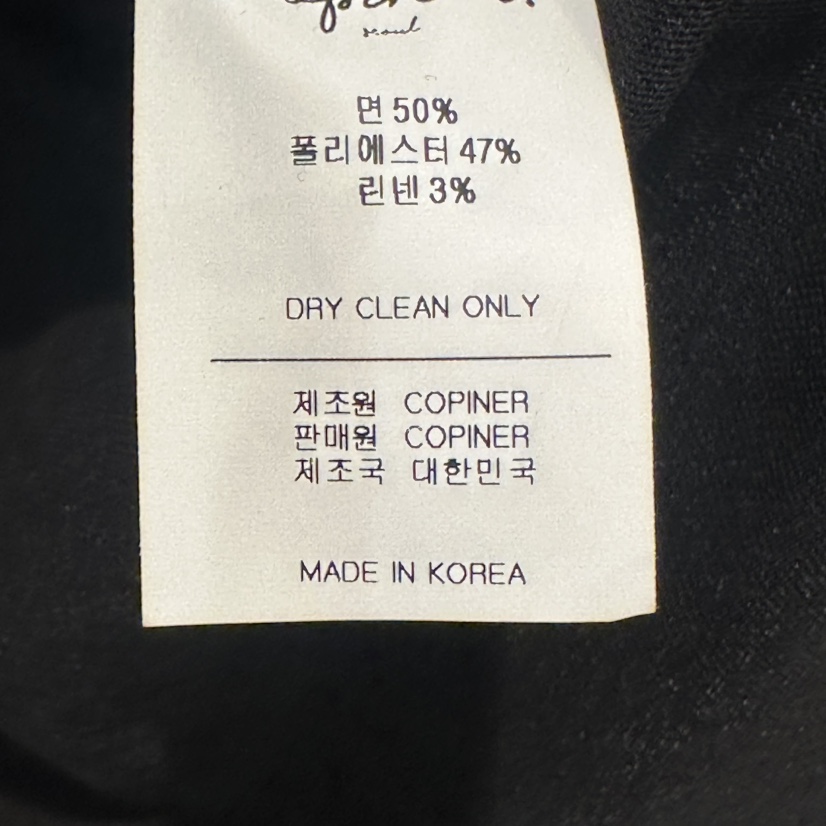 seoul
면 50%
폴리에스터 47%
린넨 3%
DRY CLEAN ONLY
제조원 COPINER
판매원 COPINER
제조국 대한민국
MADE IN KOREA